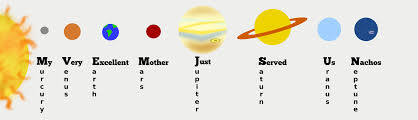 My Very Excellent Mother Just Served Us Nachos
Mercury
Venus
Earth
Mars
Jupiter
Saturn
Uranus
Neptune